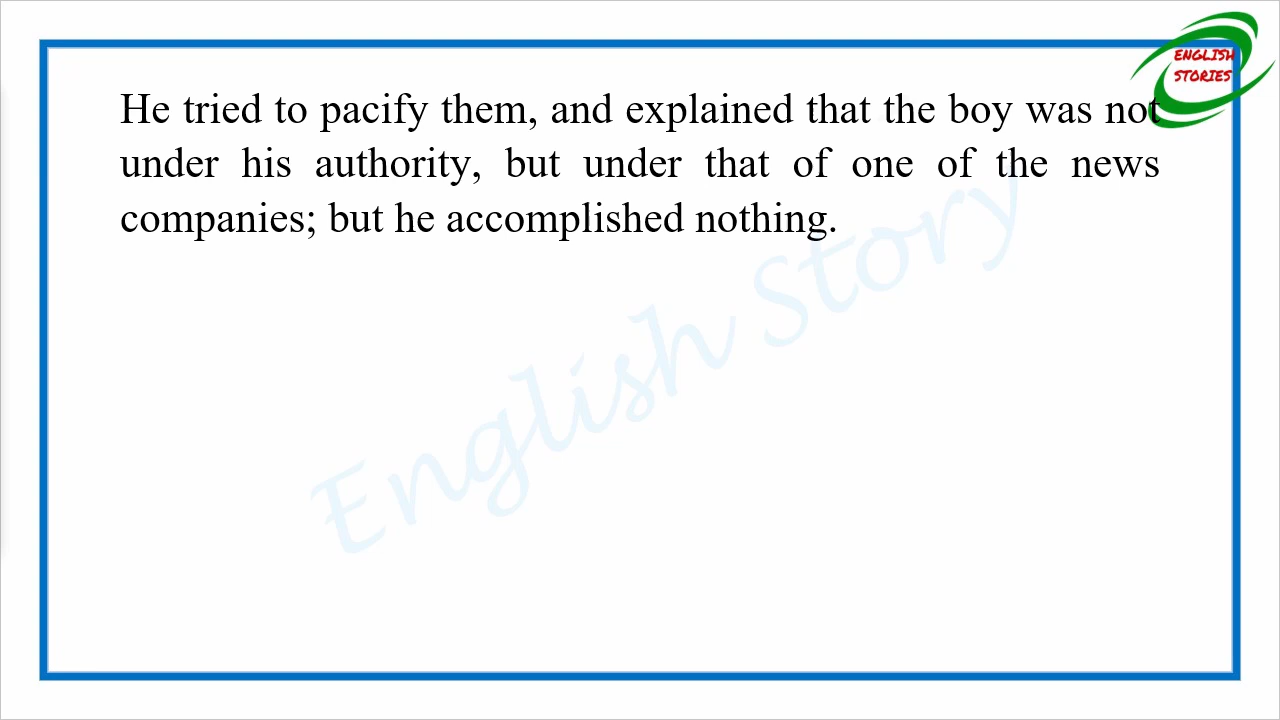 ENGLISH
STORIES
He tried to pacify them, and explained that the boy was not
under his authority, but under that of one of the news
companies; but he accomplished nothing.
English Story